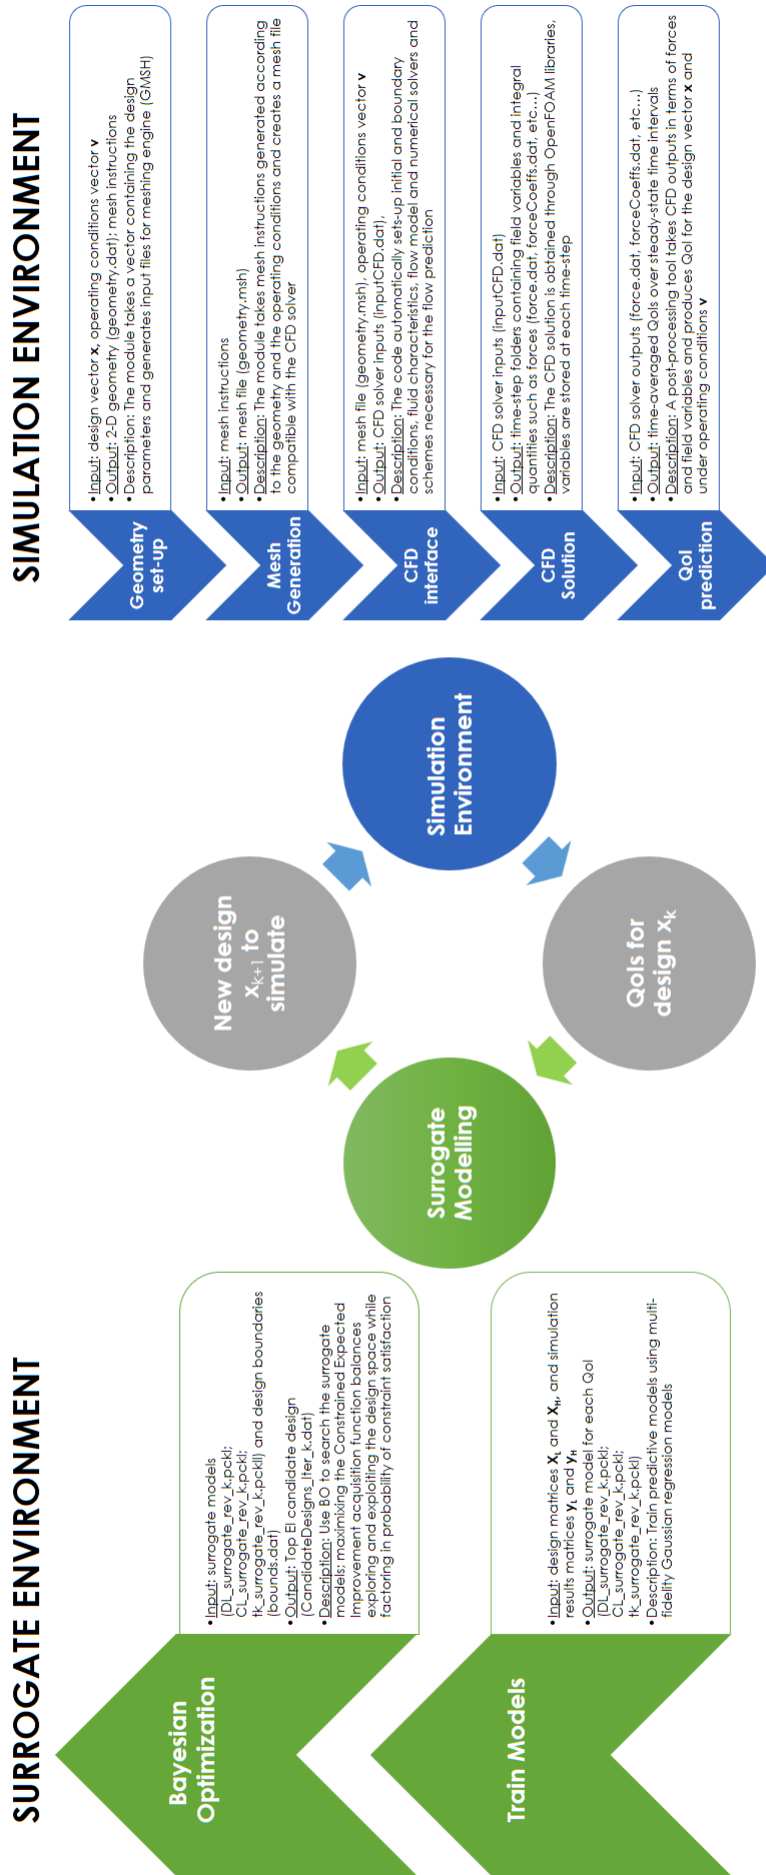 SURROGATE ENVIRONMENT
Bayesian
Optimization
•Input: surrogate models
(DL_surrogate_rev_k.pckl;
CL_surrogate_rev_k.pckl;
tk_surrogate_rev_k.pckll) and design boundaries
(bounds.dat)
•Output: Top EI candidate design
(CandidateDesigns_Iter_k.dat)
•Description: Use BO to search the surrogate
models; maximixing the Constrained Expected
Improvement acquisition function balances
exploring and exploiting the design space while
factoring in probability of constraint satisfaction
Train Models
•Input: design matrices XL and XH, and simulation
results matrices yL and yH
•Output: surrogate model for each QoI
(DL_surrogate_rev_k.pckl;
CL_surrogate_rev_k.pckl;
tk_surrogate_rev_k.pckl)
•Description: Train predictive models using multi-
fidelity Gaussian regression models
Surrogate
Modelling
New design
xk+1 to
simulate
QoIs for
design xk
Simulation
Environment
SIMULATION ENVIRONMENT
Geometry
set-up
•Input: design vector x, operating conditions vector v
•Output: 2-D geometry (geometry.dat); mesh instructions
•Description: The module takes a vector containing the design
parameters and generates input files for meshing engine (GMSH)
Mesh
Generation
•Input: mesh instructions
•Output: mesh file (geometry.msh)
•Description: The module takes mesh instructions generated according
to the geometry and the operating conditions and creates a mesh file
compatible with the CFD solver
CFD
interface
•Input: mesh file (geometry.msh), operating conditions vector v
•Output: CFD solver inputs (inputCFD.dat),
•Description: The code automatically sets-up initial and boundary
conditions, fluid characteristics, flow model and numerical solvers and
schemes necessary for the flow prediction
CFD
Solution
•Input: CFD solver inputs (inputCFD.dat)
•Output: time-step folders containing field variables and integral
quantities such as forces (force.dat, forceCoeffs.dat, etc...)
•Description: The CFD solution is obtained through OpenFOAM libraries,
variables are stored at each time-step
QoI
prediction
•Input: CFD solver outputs (force.dat, forceCoeffs.dat, etc...)
•Output: time-averaged QoIs over steady-state time intervals
•Description: A post-processing tool takes CFD outputs in terms of forces
and field variables and produces QoI for the design vector x and
under operating conditions v